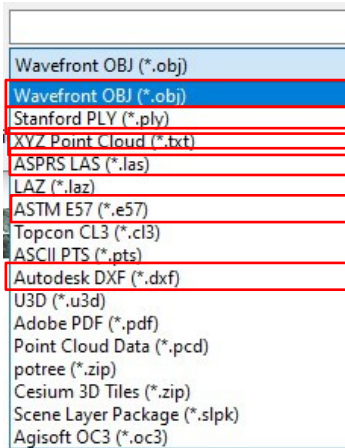 Wavefront OBJ (*.obj)
Wavefront OBJ (*.obj)
Stanford PLY (*.ply)
XYZ Point Cloud (*.txt)
ASPRS LAS (*.las)
LAZ (*.laz)
ASTM E57 (*.e57)
Topcon CL3 (*.cl3)
ASCII PTS (*.pts)
Autodesk DXF (*.dxf)
U3D (*.u3d)
Adobe PDF (*.pdf)
Point Cloud Data (*.pcd)
potree (*.zip)
Cesium 3D Tiles (*.zip)
Scene Layer Package (*.slpk)
Agisoft OC3 (*.oc3)